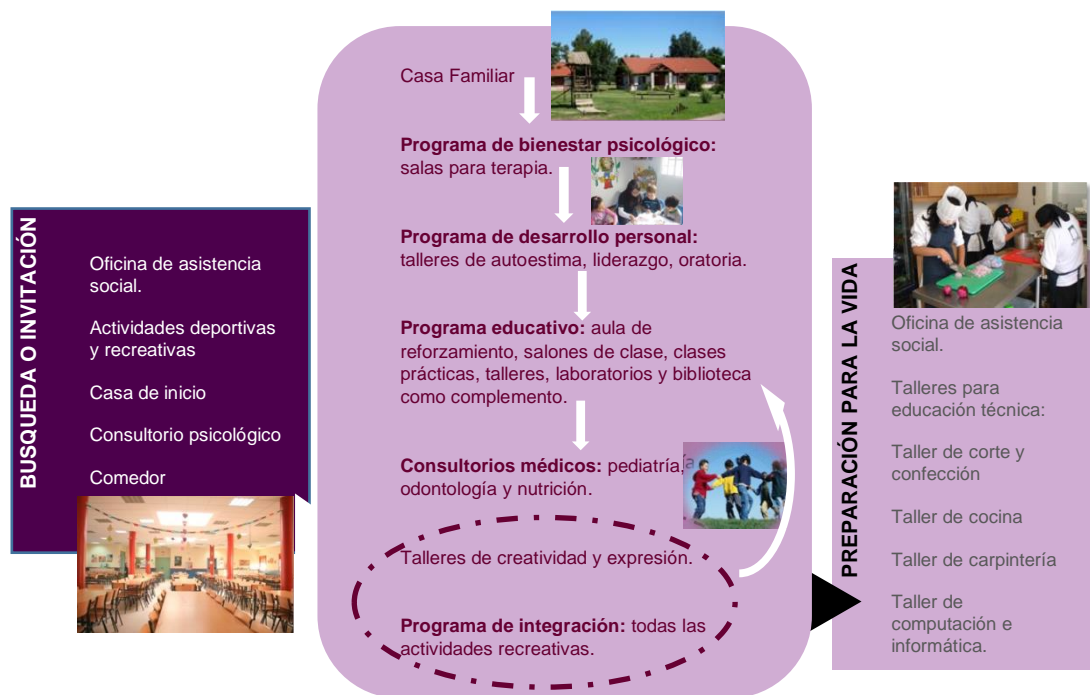 BUSQUEDA O INVITACIÓN
Oficina de asistencia
social.
Actividades deportivas
y recreativas
Casa de inicio
Consultorio psicológico
Comedor
Casa Familiar
Programa de bienestar psicológico:
salas para terapia.
Programa de desarrollo personal:
talleres de autoestima, liderazgo, oratoria.
Programa educativo: aula de
reforzamiento, salones de clase, clases
prácticas, talleres, laboratorios y biblioteca
como complemento.
Consultorios médicos: pediatría,
odontología y nutrición.
Talleres de creatividad y expresión.
Programa de integración: todas las
actividades recreativas.
PREPARACIÓN PARA LA VIDA
Oficina de asistencia
social.
Talleres para
educación técnica:
Taller de corte y
confección
Taller de cocina
Taller de carpintería
Taller de
computación e
informática.